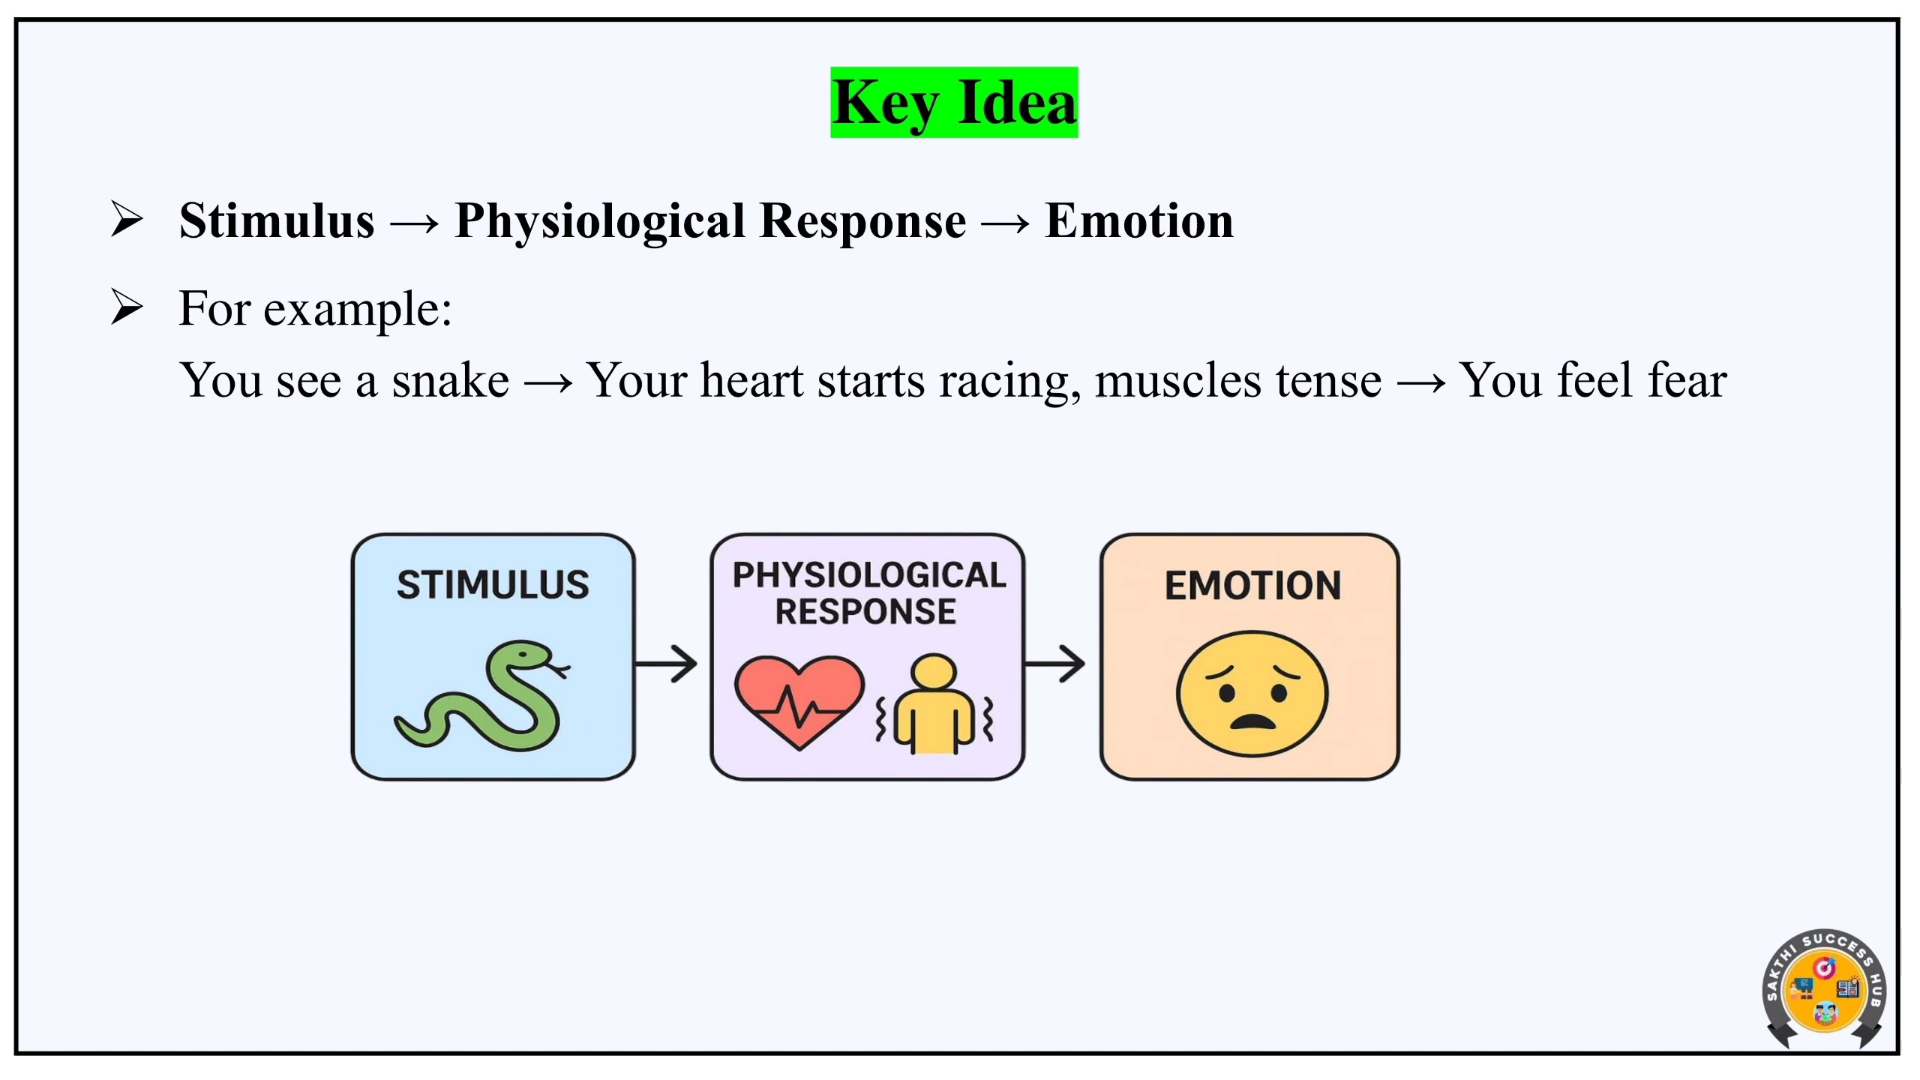 Key Idea
➢ Stimulus → Physiological Response → Emotion
➢ For example:
You see a snake → Your heart starts racing, muscles tense → You feel fear
STIMULUS
PHYSIOLOGICAL
RESPONSE
EMOTION
SAKTHI SUCCESS HUB